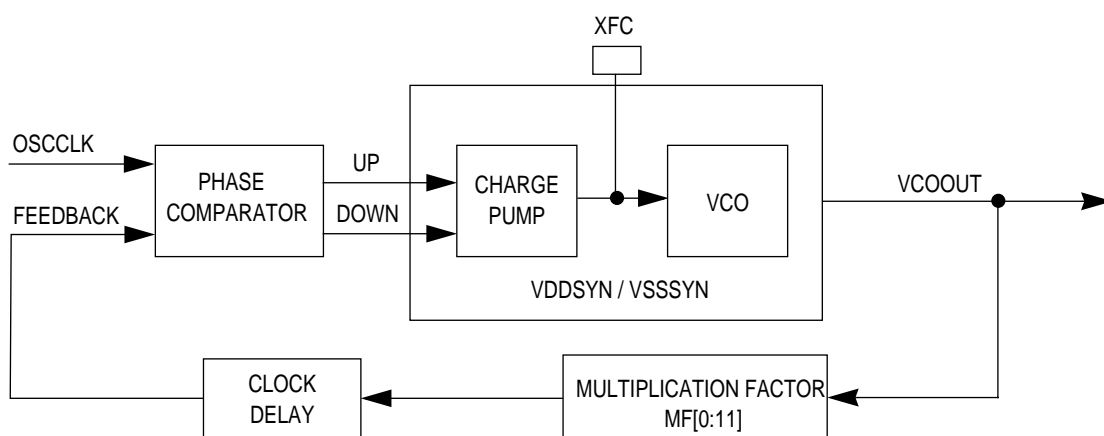 XFC
OSCCLK
UP
PHASE
COMPARATOR
CHARGE
PUMP
VCO
VCOOUT
FEEDBACK
DOWN
VDDSYN / VSSSYN
CLOCK
DELAY
MULTIPLICATION FACTOR
MF[0:11]